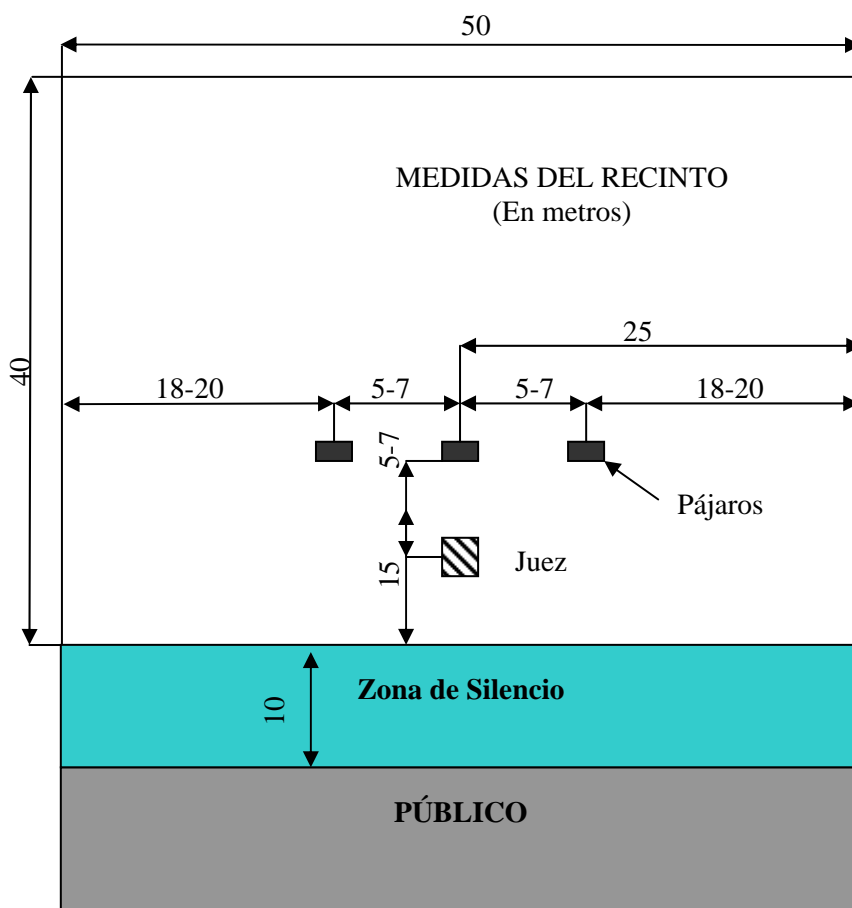 50
MEDIDAS DEL RECINTO
(En metros)
40
25
18-20
5-7
5-7
18-20
5-7
Pájaros
15
Juez
Zona de Silencio
10
PÚBLICO